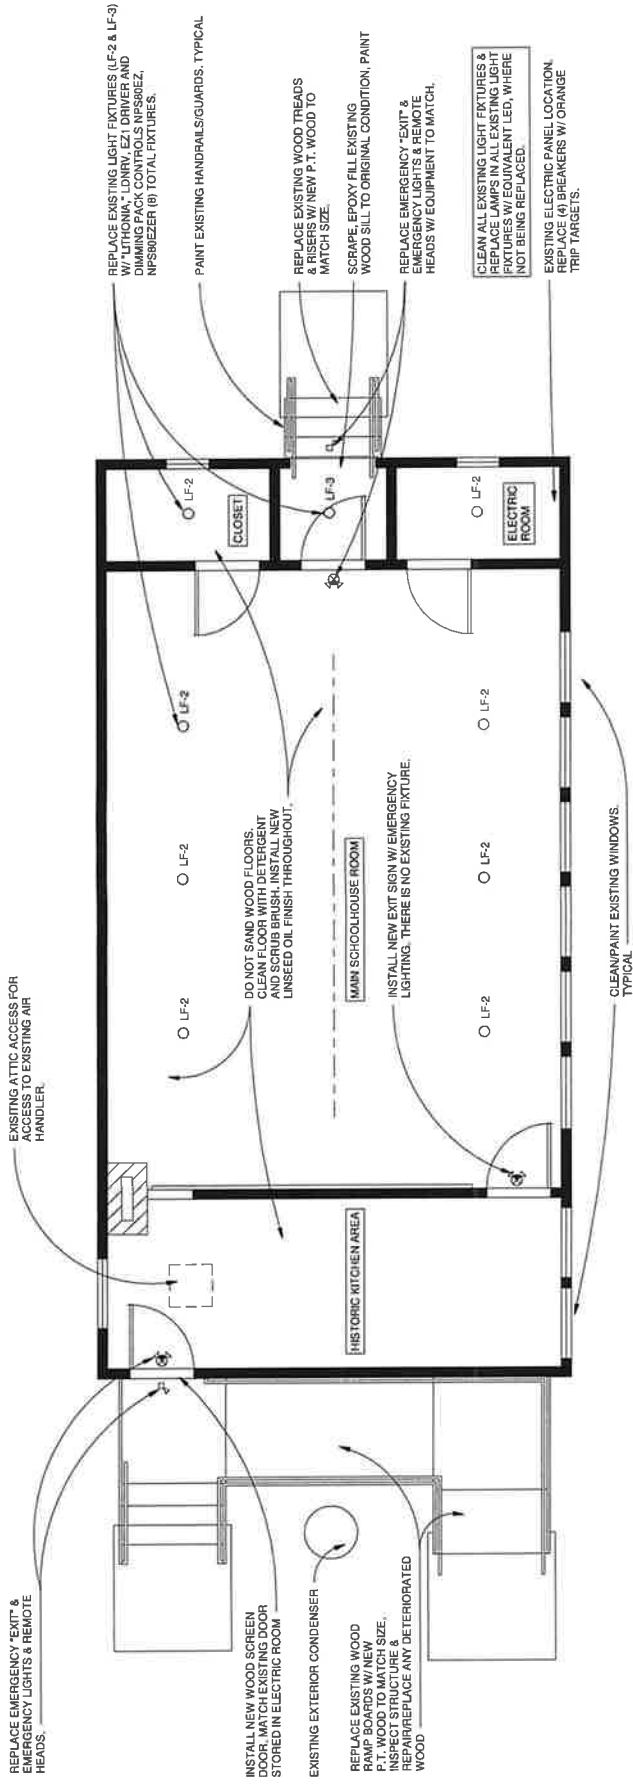 REPLACE EXISTING LIGHT FIXTURES (LF-2 & LF-3)
W/ "LITHONIA," LDNRV, EZ1 DRIVER AND
DIMMING PACK CONTROLS NPS80EZ,
NPS80EZER (8) TOTAL FIXTURES.
PAINT EXISTING HANDRAILS/GUARDS. TYPICAL
REPLACE EXISTING WOOD TREADS
& RISERS W/ NEW P.T. WOOD TO
MATCH SIZE.
SCRAPE, EPOXY FILL EXISTING
WOOD SILL TO ORIGINAL CONDITION, PAINT
REPLACE EMERGENCY "EXIT" &
EMERGENCY LIGHTS & REMOTE
HEADS W/ EQUIPMENT TO MATCH.
CLEAN ALL EXISTING LIGHT FIXTURES &
REPLACE LAMPS IN ALL EXISTING LIGHT
FIXTURES W/ EQUIVALENT LED, WHERE
NOT BEING REPLACED.
EXISTING ELECTRIC PANEL LOCATION.
REPLACE (4) BREAKERS W/ ORANGE
TRIP TARGETS.
LF-2
CLOSET
LF-3
LF-2
ELECTRIC
ROOM
LF-2
LF-2
LF-2
LF-2
LF-2
LF-2
DO NOT SAND WOOD FLOORS.
CLEAN FLOOR WITH DETERGENT
AND SCRUB BRUSH. INSTALL NEW
LINSEED OIL FINISH THROUGHOUT.
MAIN SCHOOLHOUSE ROOM
INSTALL NEW EXIT SIGN W/ EMERGENCY
LIGHTING. THERE IS NO EXISTING FIXTURE.
CLEAN/PAINT EXISTING WINDOWS.
TYPICAL
EXISITNG ATTIC ACCESS FOR
ACCESS TO EXISTING AIR
HANDLER.
HISTORIC KITCHEN AREA
REPLACE EMERGENCY "EXIT" &
EMERGENCY LIGHTS & REMOTE
HEADS.
INSTALL NEW WOOD SCREEN
DOOR. MATCH EXISTING DOOR
STORED IN ELECTRIC ROOM
EXISTING EXTERIOR CONDENSER
REPLACE EXISTING WOOD
RAMP BOARDS W/ NEW
P.T. WOOD TO MATCH SIZE.
INSPECT STRUCTURE &
REPAIR/REPLACE ANY DETERIORATED
WOOD